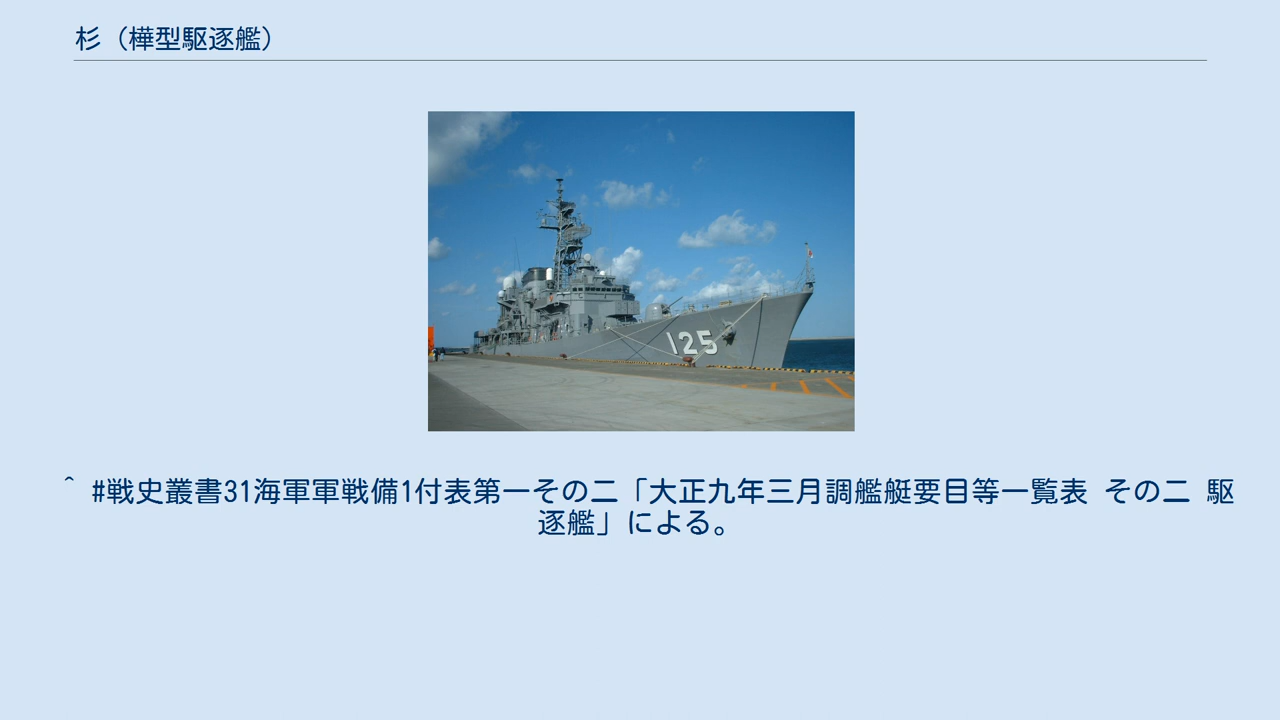 杉（樺型駆逐艦）
125
^ #戦史叢書31海軍軍戦備1付表第一その二「大正九年三月調艦艇要目等一覧表 その二 駆
逐艦」による。